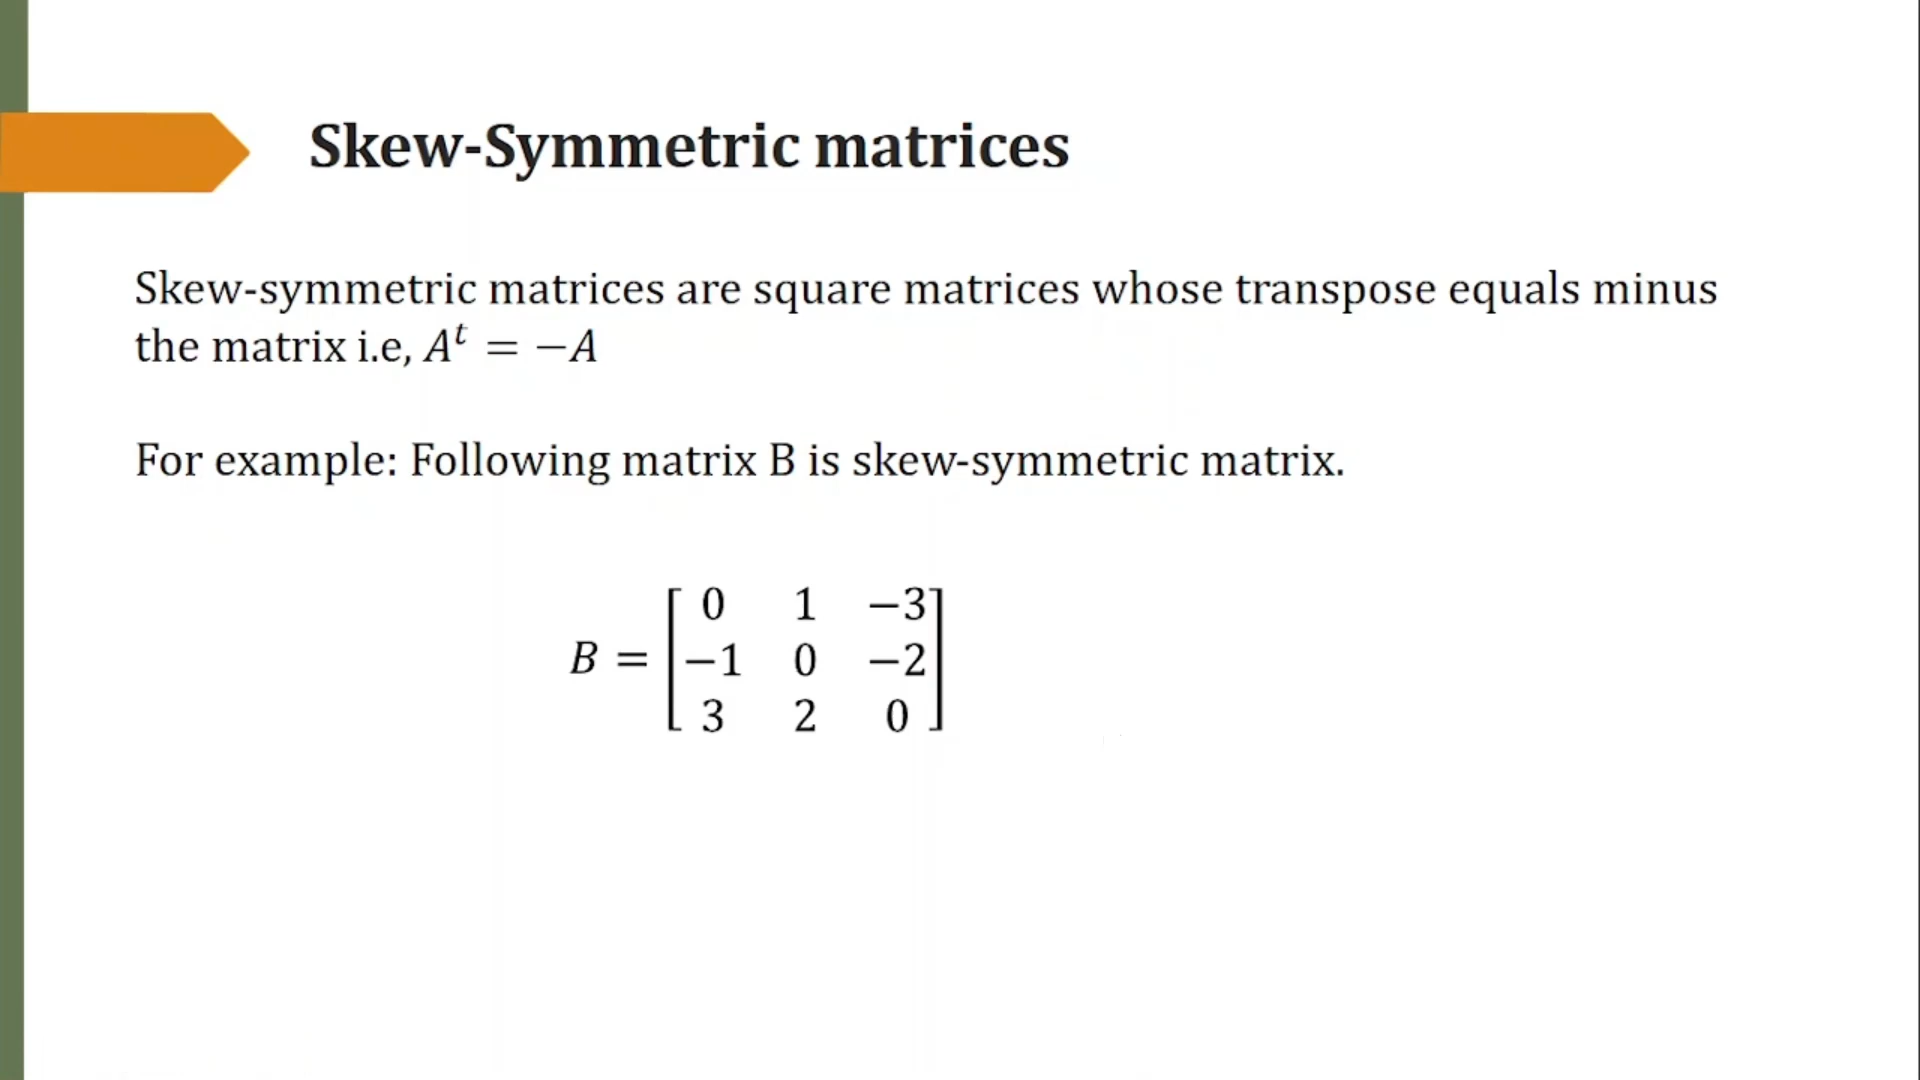 Skew-Symmetric matrices
Skew-symmetric matrices are square matrices whose transpose equals minus
the matrix i.e, Aᵗ = −A
For example: Following matrix B is skew-symmetric matrix.
B = [0 1 −3
−1 0 −2
3 2 0]